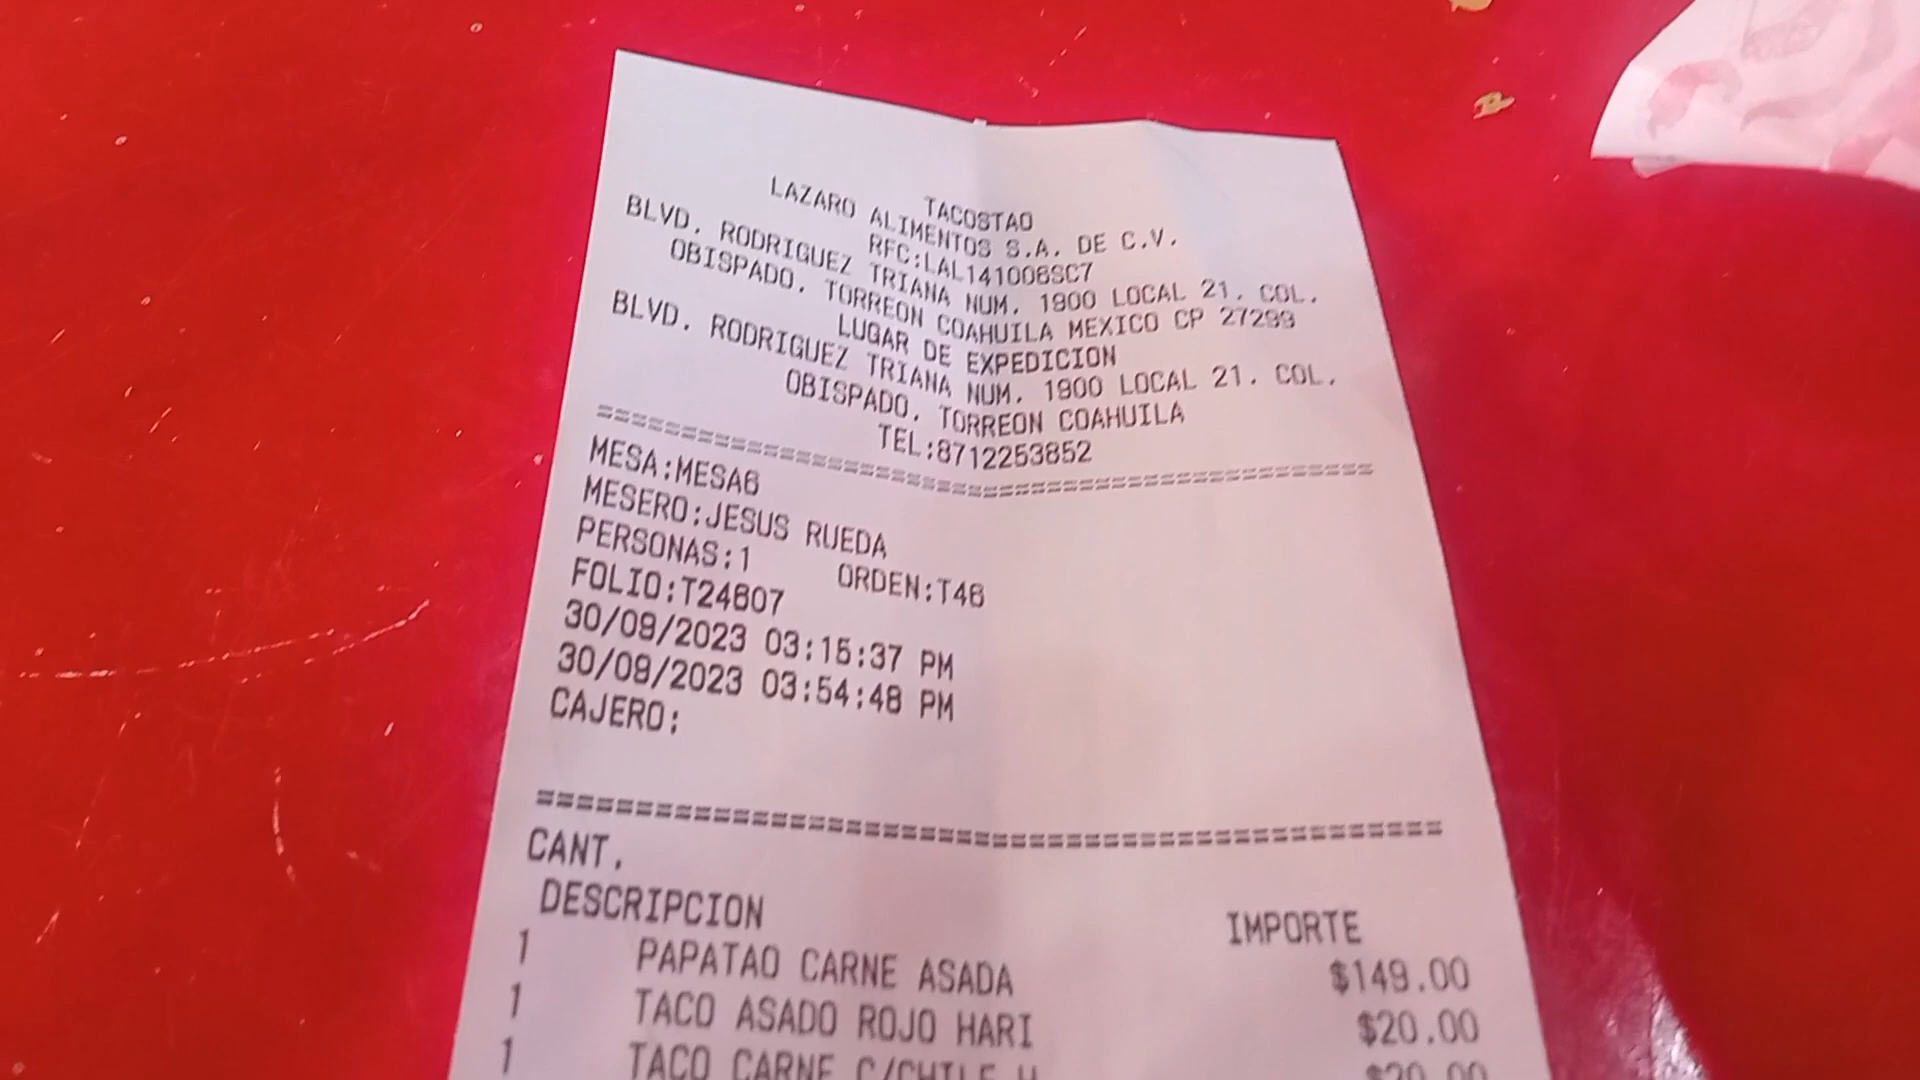 TACOSTAO
LAZARO ALIMENTOS S.A. DE C.V.
RFC:LAL141006SC7
BLVD. RODRIGUEZ TRIANA NUM. 1900 LOCAL 21. COL.
OBISPADO. TORREON COAHUILA MEXICO CP 27299
LUGAR DE EXPEDICION
BLVD. RODRIGUEZ TRIANA NUM. 1900 LOCAL 21. COL.
OBISPADO. TORREON COAHUILA
TEL:8712253852
MESA:MESA6
MESERO:JESUS RUEDA
PERSONAS:1 ORDEN:T46
FOLIO:T24607
30/09/2023 03:15:37 PM
30/09/2023 03:54:48 PM
CAJERO:
CANT.
DESCRIPCION IMPORTE
1 PAPATAO CARNE ASADA $149.00
1 TACO ASADO ROJO HARI $20.00
1 TACO CARNE C/CHILE